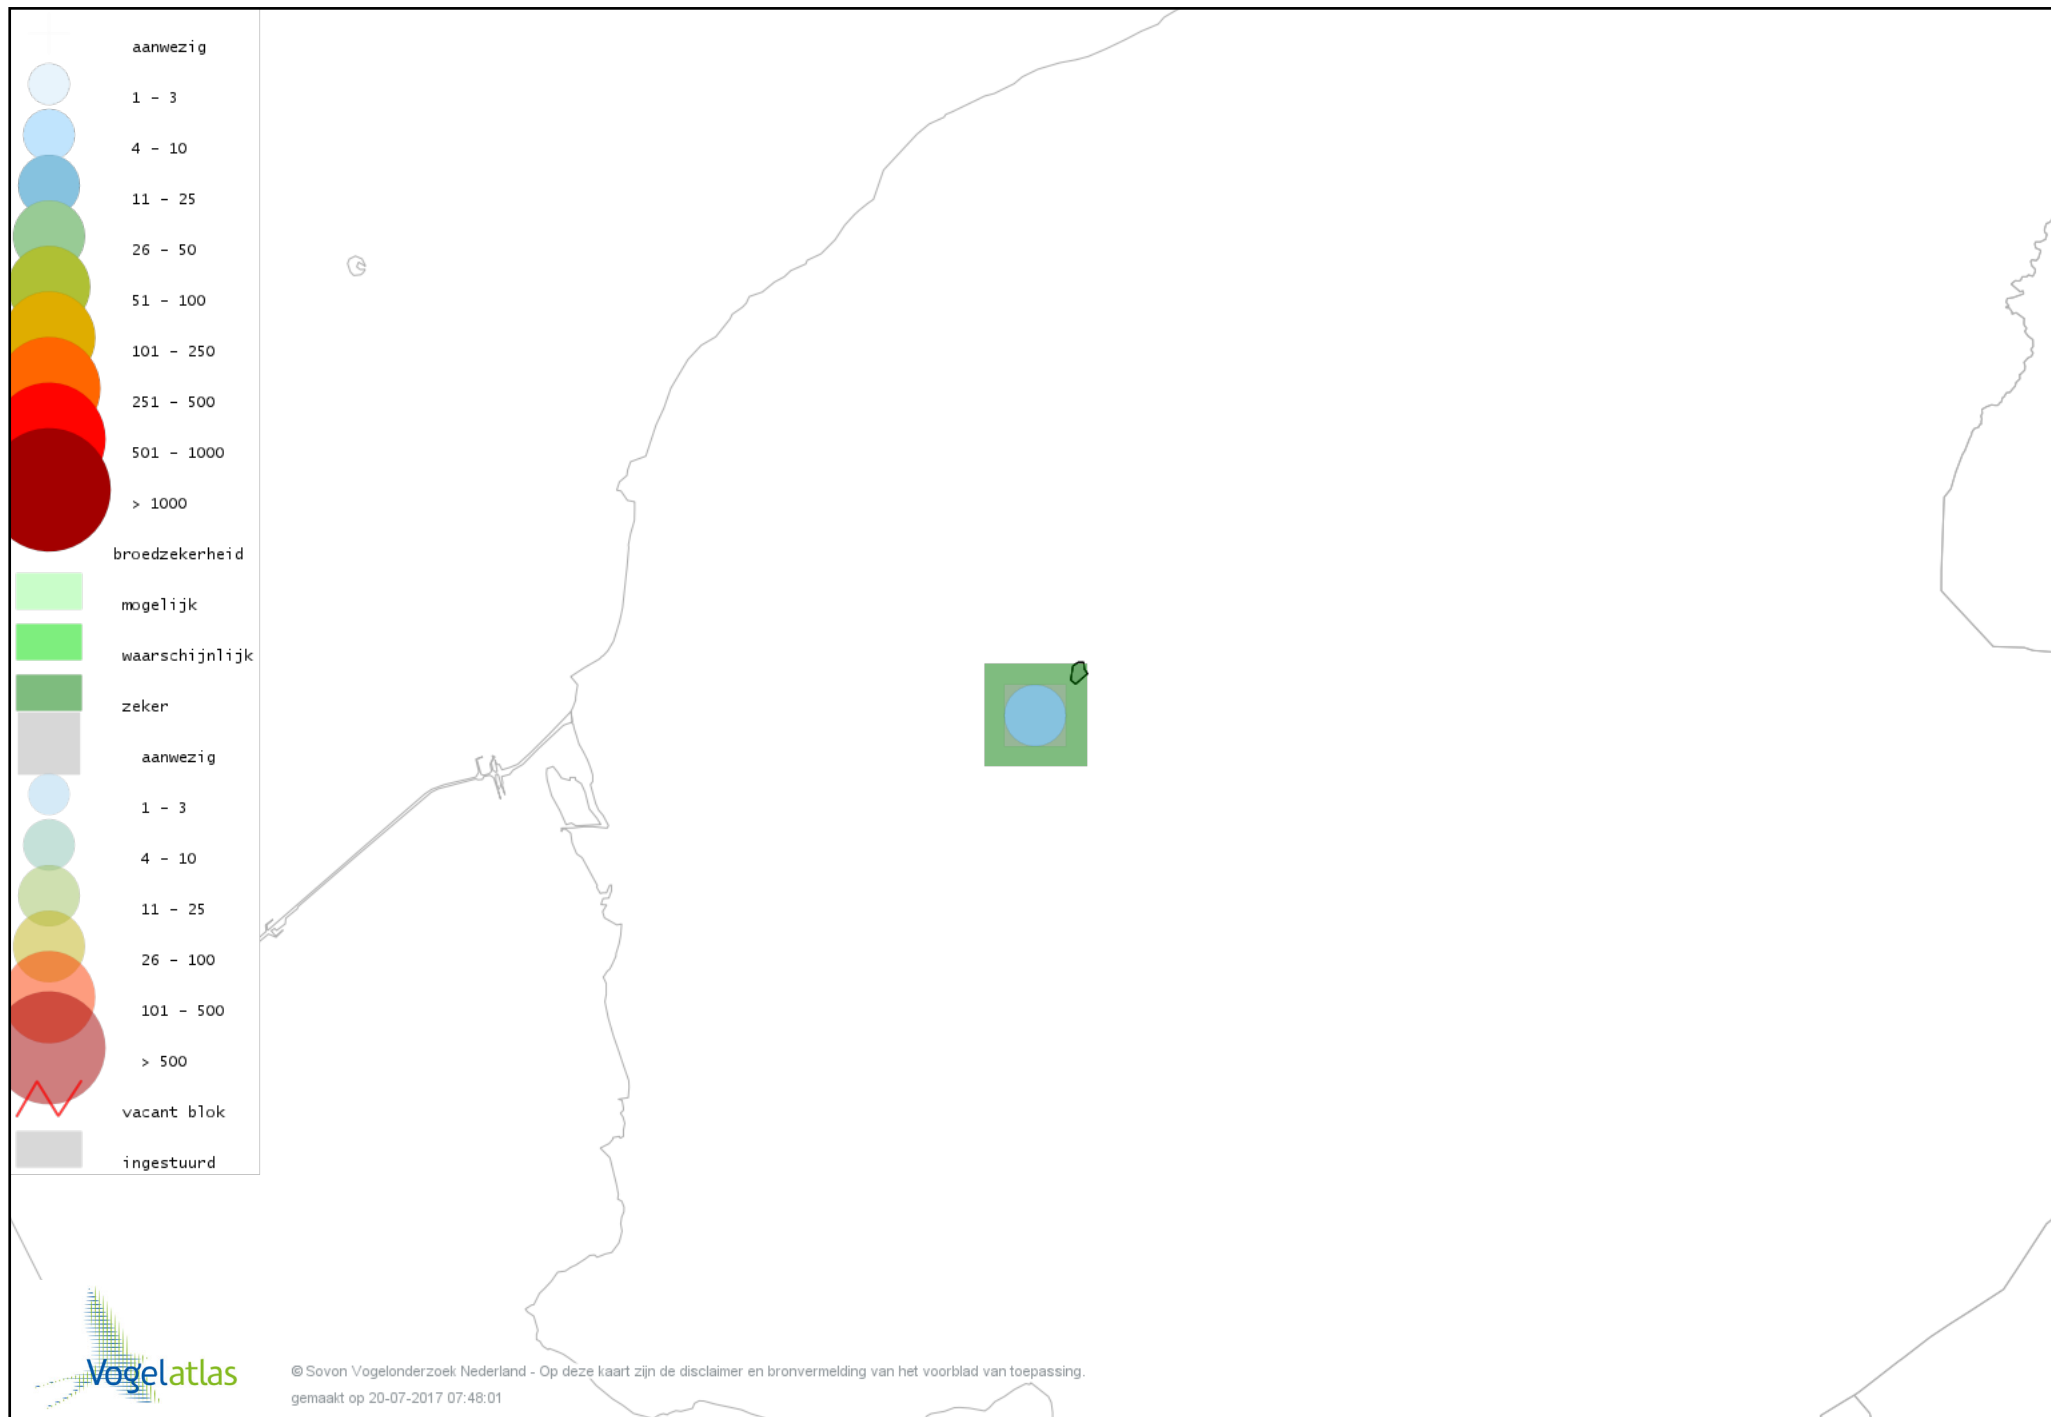 aanwezig
1 - 3
4 - 10
11 - 25
26 - 50
51 - 100
101 - 250
251 - 500
501 - 1000
> 1000
broedzekerheid
mogelijk
waarschijnlijk
zeker
aanwezig
1 - 3
4 - 10
11 - 25
26 - 100
101 - 500
> 500
vacant blok
ingestuurd
Vogelatlas
© Sovon Vogelonderzoek Nederland - Op deze kaart zijn de disclaimer en bronvermelding van het voorblad van toepassing.
gemaakt op 20-07-2017 07:48:01